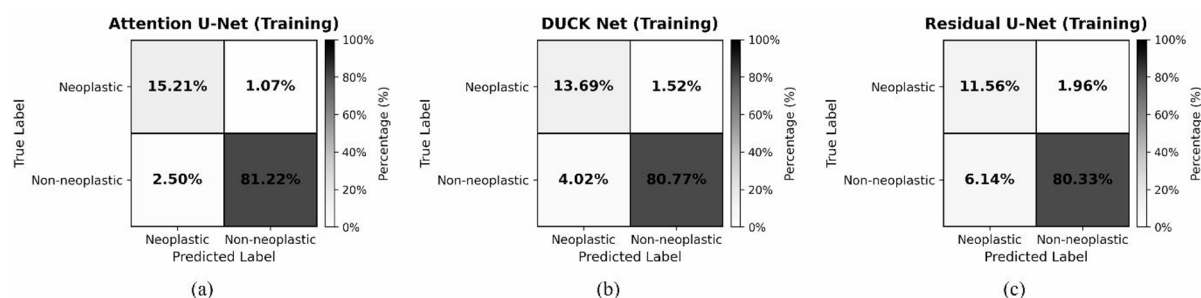 Attention U-Net (Training)
100%
80%
60%
40%
20%
0%
Percentage (%)
True Label
Neoplastic
15.21% 1.07%
Non-neoplastic
2.50% 81.22%
Neoplastic Non-neoplastic
Predicted Label
(a)
DUCK Net (Training)
100%
80%
60%
40%
20%
0%
Percentage (%)
True Label
Neoplastic
13.69% 1.52%
Non-neoplastic
4.02% 80.77%
Neoplastic Non-neoplastic
Predicted Label
(b)
Residual U-Net (Training)
100%
80%
60%
40%
20%
0%
Percentage (%)
True Label
Neoplastic
11.56% 1.96%
Non-neoplastic
6.14% 80.33%
Neoplastic Non-neoplastic
Predicted Label
(c)